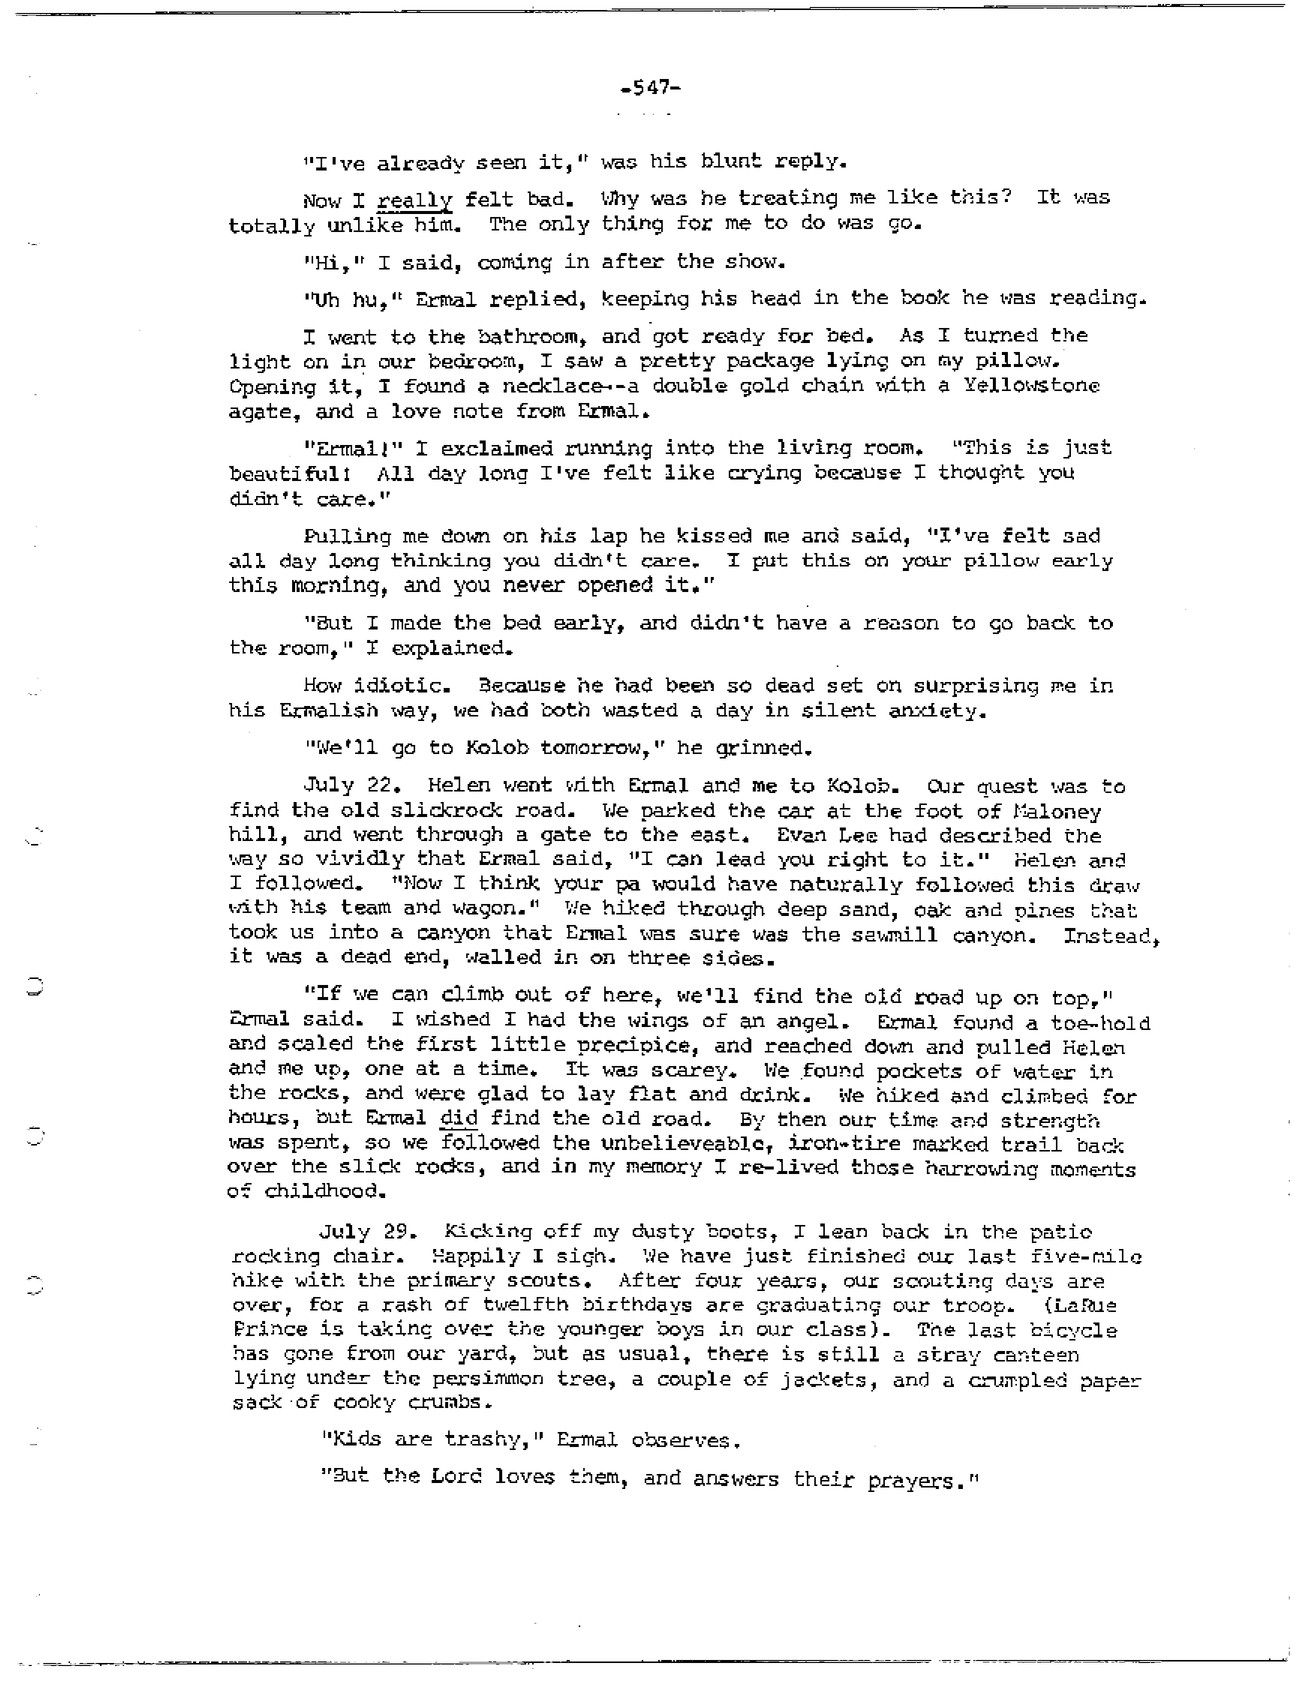 -547-
"I've already seen it," was his blunt reply.
Now I really felt bad. Why was he treating me like this? It was
totally unlike him. The only thing for me to do was go.
"Hi," I said, coming in after the show.
"Uh hu," Ermal replied, keeping his head in the book he was reading.
I went to the bathroom, and got ready for bed. As I turned the
light on in our bedroom, I saw a pretty package lying on my pillow.
Opening it, I found a necklace--a double gold chain with a Yellowstone
agate, and a love note from Ermal.
"Ermal!" I exclaimed running into the living room. "This is just
beautiful! All day long I've felt like crying because I thought you
didn't care."
Pulling me down on his lap he kissed me and said, "I've felt sad
all day long thinking you didn't care. I put this on your pillow early
this morning, and you never opened it."
"But I made the bed early, and didn't have a reason to go back to
the room," I explained.
How idiotic. Because he had been so dead set on surprising me in
his Ermalish way, we had both wasted a day in silent anxiety.
"We'll go to Kolob tomorrow," he grinned.
July 22. Helen went with Ermal and me to Kolob. Our quest was to
find the old slickrock road. We parked the car at the foot of Maloney
hill, and went through a gate to the east. Evan Lee had described the
way so vividly that Ermal said, "I can lead you right to it." Helen and
I followed. "Now I think your pa would have naturally followed this draw
with his team and wagon." We hiked through deep sand, oak and pines that
took us into a canyon that Ermal was sure was the sawmill canyon. Instead,
it was a dead end, walled in on three sides.
"If we can climb out of here, we'll find the old road up on top,"
Ermal said. I wished I had the wings of an angel. Ermal found a toe-hold
and scaled the first little precipice, and reached down and pulled Helen
and me up, one at a time. It was scarey. We found pockets of water in
the rocks, and were glad to lay flat and drink. We hiked and climbed for
hours, but Ermal did find the old road. By then our time and strength
was spent, so we followed the unbelieveable, iron-tire marked trail back
over the slick rocks, and in my memory I re-lived those harrowing moments
of childhood.
July 29. Kicking off my dusty boots, I lean back in the patio
rocking chair. Happily I sigh. We have just finished our last five-mile
hike with the primary scouts. After four years, our scouting days are
over, for a rash of twelfth birthdays are graduating our troop. (LaRue
Prince is taking over the younger boys in our class). The last bicycle
has gone from our yard, but as usual, there is still a stray canteen
lying under the persimmon tree, a couple of jackets, and a crumpled paper
sack of cooky crumbs.
"Kids are trashy," Ermal observes.
"But the Lord loves them, and answers their prayers."